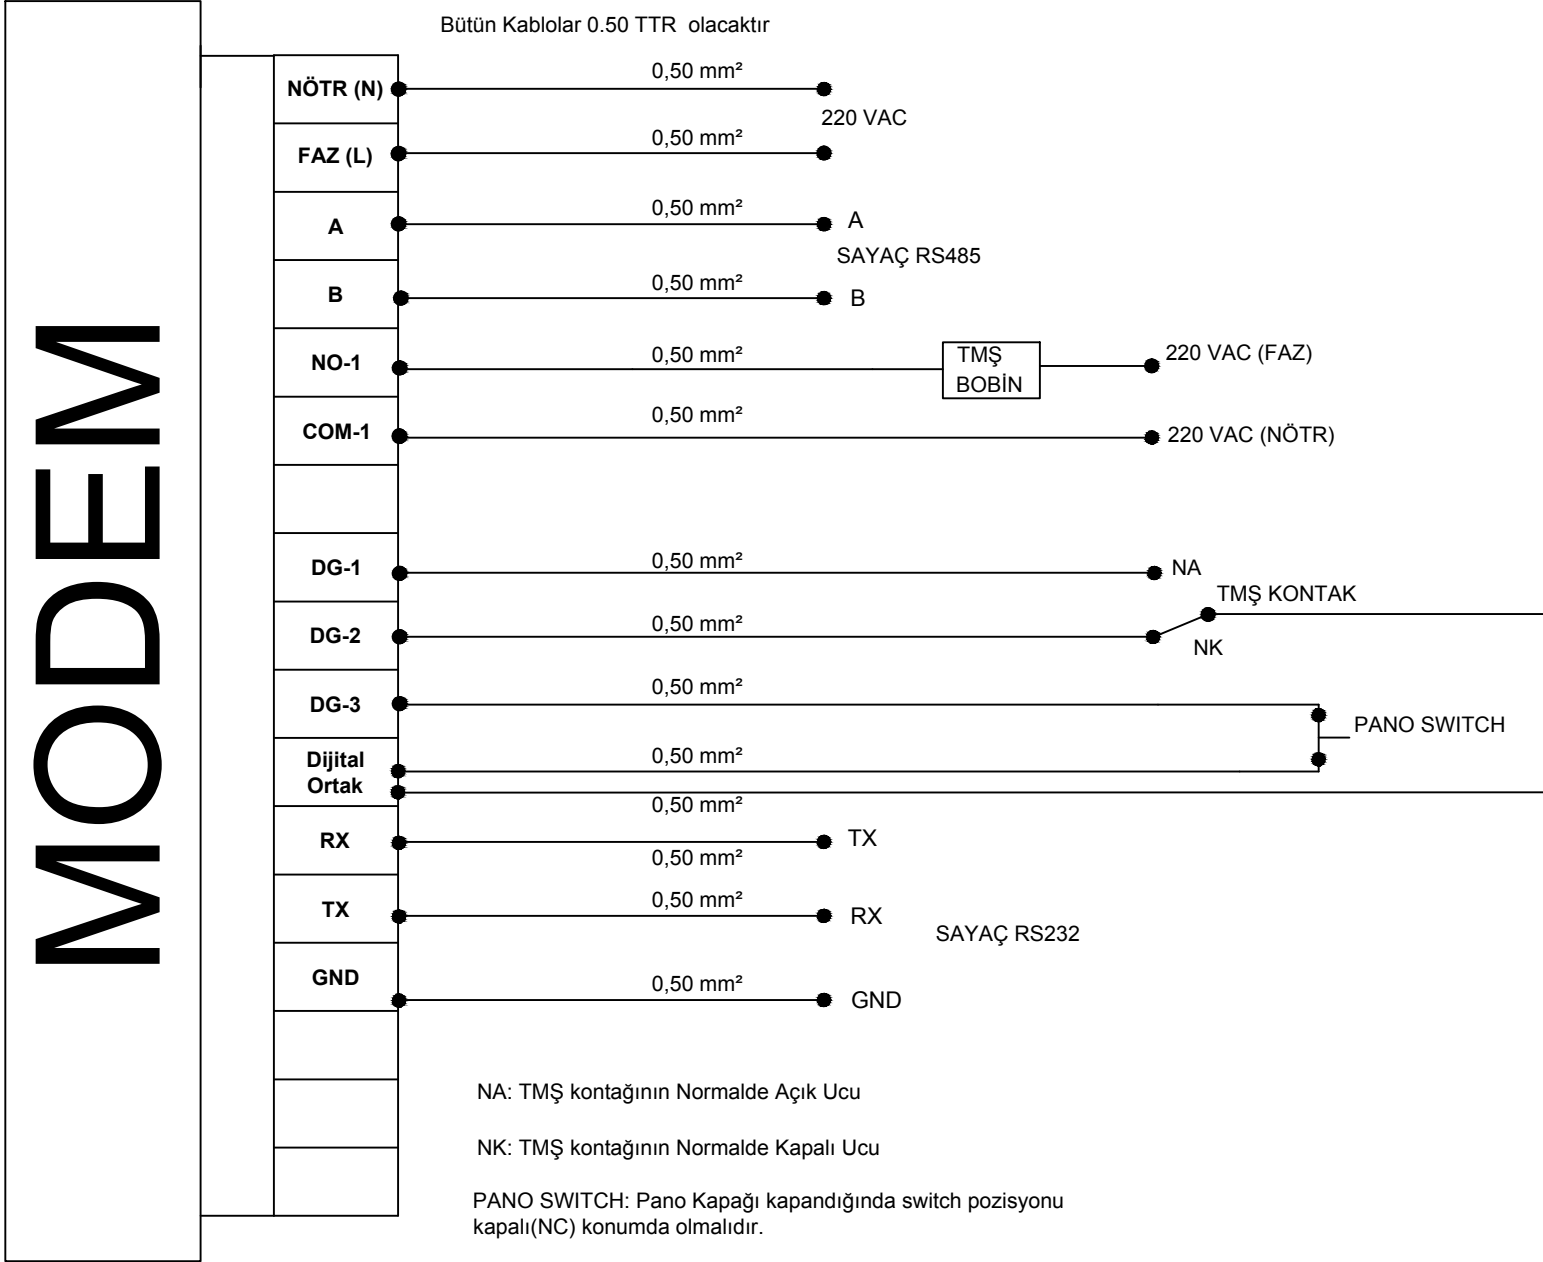 Bütün Kablolar 0.50 TTR olacaktır
MODEM
NÖTR (N)
0,50 mm²
220 VAC
FAZ (L)
0,50 mm²
A
0,50 mm²
A
SAYAÇ RS485
B
0,50 mm²
B
NO-1
0,50 mm²
TMŞ
BOBİN
220 VAC (FAZ)
COM-1
0,50 mm²
220 VAC (NÖTR)
DG-1
0,50 mm²
NA
TMŞ KONTAK
DG-2
0,50 mm²
NK
DG-3
0,50 mm²
PANO SWITCH
Dijital
Ortak
0,50 mm²
0,50 mm²
RX
TX
0,50 mm²
TX
0,50 mm²
RX
SAYAÇ RS232
GND
0,50 mm²
GND
NA: TMŞ kontağının Normalde Açık Ucu
NK: TMŞ kontağının Normalde Kapalı Ucu
PANO SWITCH: Pano Kapağı kapandığında switch pozisyonu
kapalı(NC) konumda olmalıdır.